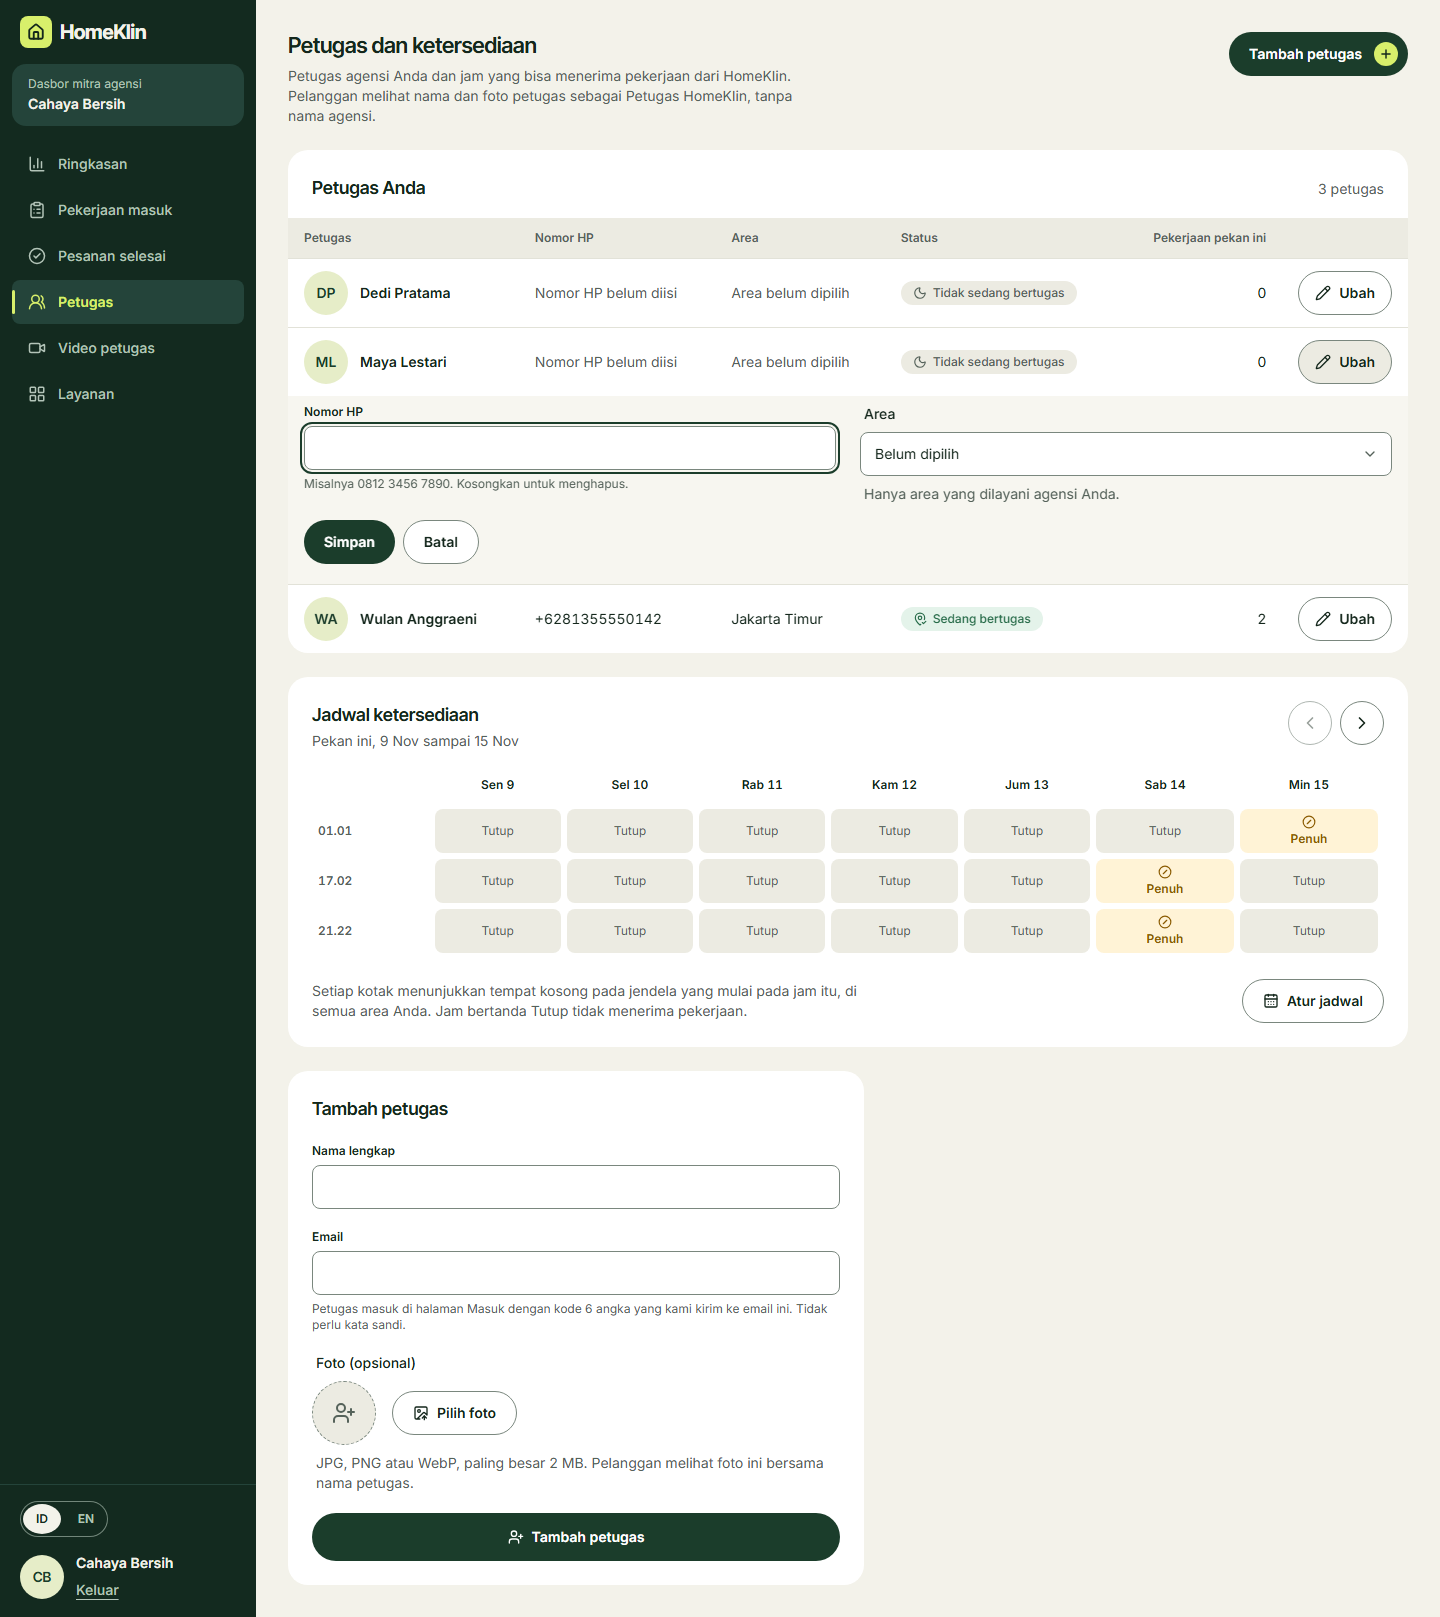 HomeKlin
Dasbor mitra agensi
Cahaya Bersih
Ringkasan
Pekerjaan masuk
Pesanan selesai
Petugas
Video petugas
Layanan
ID EN
CB
Cahaya Bersih
Keluar
Petugas dan ketersediaan
Petugas agensi Anda dan jam yang bisa menerima pekerjaan dari HomeKlin.
Pelanggan melihat nama dan foto petugas sebagai Petugas HomeKlin, tanpa
nama agensi.
Tambah petugas
Petugas Anda
3 petugas
Petugas Nomor HP Area Status Pekerjaan pekan ini
DP Dedi Pratama Nomor HP belum diisi Area belum dipilih Tidak sedang bertugas 0 Ubah
ML Maya Lestari Nomor HP belum diisi Area belum dipilih Tidak sedang bertugas 0 Ubah
Nomor HP
Misalnya 0812 3456 7890. Kosongkan untuk menghapus.
Area
Belum dipilih
Hanya area yang dilayani agensi Anda.
Simpan Batal
WA Wulan Anggraeni +6281355550142 Jakarta Timur Sedang bertugas 2 Ubah
Jadwal ketersediaan
Pekan ini, 9 Nov sampai 15 Nov
Sen 9 Sel 10 Rab 11 Kam 12 Jum 13 Sab 14 Min 15
01.01 Tutup Tutup Tutup Tutup Tutup Tutup Penuh
17.02 Tutup Tutup Tutup Tutup Tutup Penuh Tutup
21.22 Tutup Tutup Tutup Tutup Tutup Penuh Tutup
Setiap kotak menunjukkan tempat kosong pada jendela yang mulai pada jam itu, di
semua area Anda. Jam bertanda Tutup tidak menerima pekerjaan.
Atur jadwal
Tambah petugas
Nama lengkap
Email
Petugas masuk di halaman Masuk dengan kode 6 angka yang kami kirim ke email ini. Tidak
perlu kata sandi.
Foto (opsional)
Pilih foto
JPG, PNG atau WebP, paling besar 2 MB. Pelanggan melihat foto ini bersama
nama petugas.
Tambah petugas